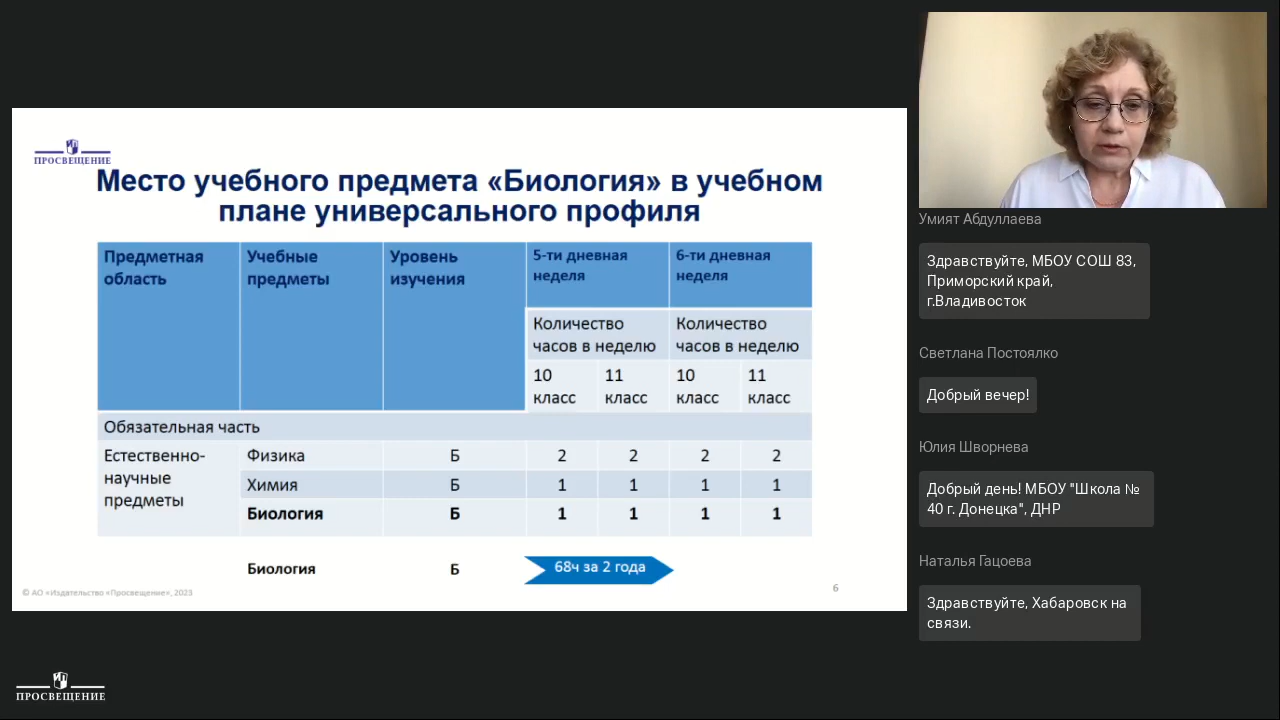 ПРОСВЕЩЕНИЕ
Место учебного предмета «Биология» в учебном
плане универсального профиля
Предметная область
Учебные предметы
Уровень изучения
5-ти дневная неделя
6-ти дневная неделя
Количество часов в неделю
Количество часов в неделю
10 класс
11 класс
10 класс
11 класс
Обязательная часть
Естественно-научные предметы
Физика Б 2 2 2 2
Химия Б 1 1 1 1
Биология Б 1 1 1 1
Биология Б 68ч за 2 года
© АО «Издательство «Просвещение», 2023
6
ПРОСВЕЩЕНИЕ
Умият Абдуллаева
Здравствуйте, МБОУ СОШ 83,
Приморский край,
г.Владивосток
Светлана Постоялко
Добрый вечер!
Юлия Шворнева
Добрый день! МБОУ "Школа №
40 г. Донецка", ДНР
Наталья Гацоева
Здравствуйте, Хабаровск на
связи.